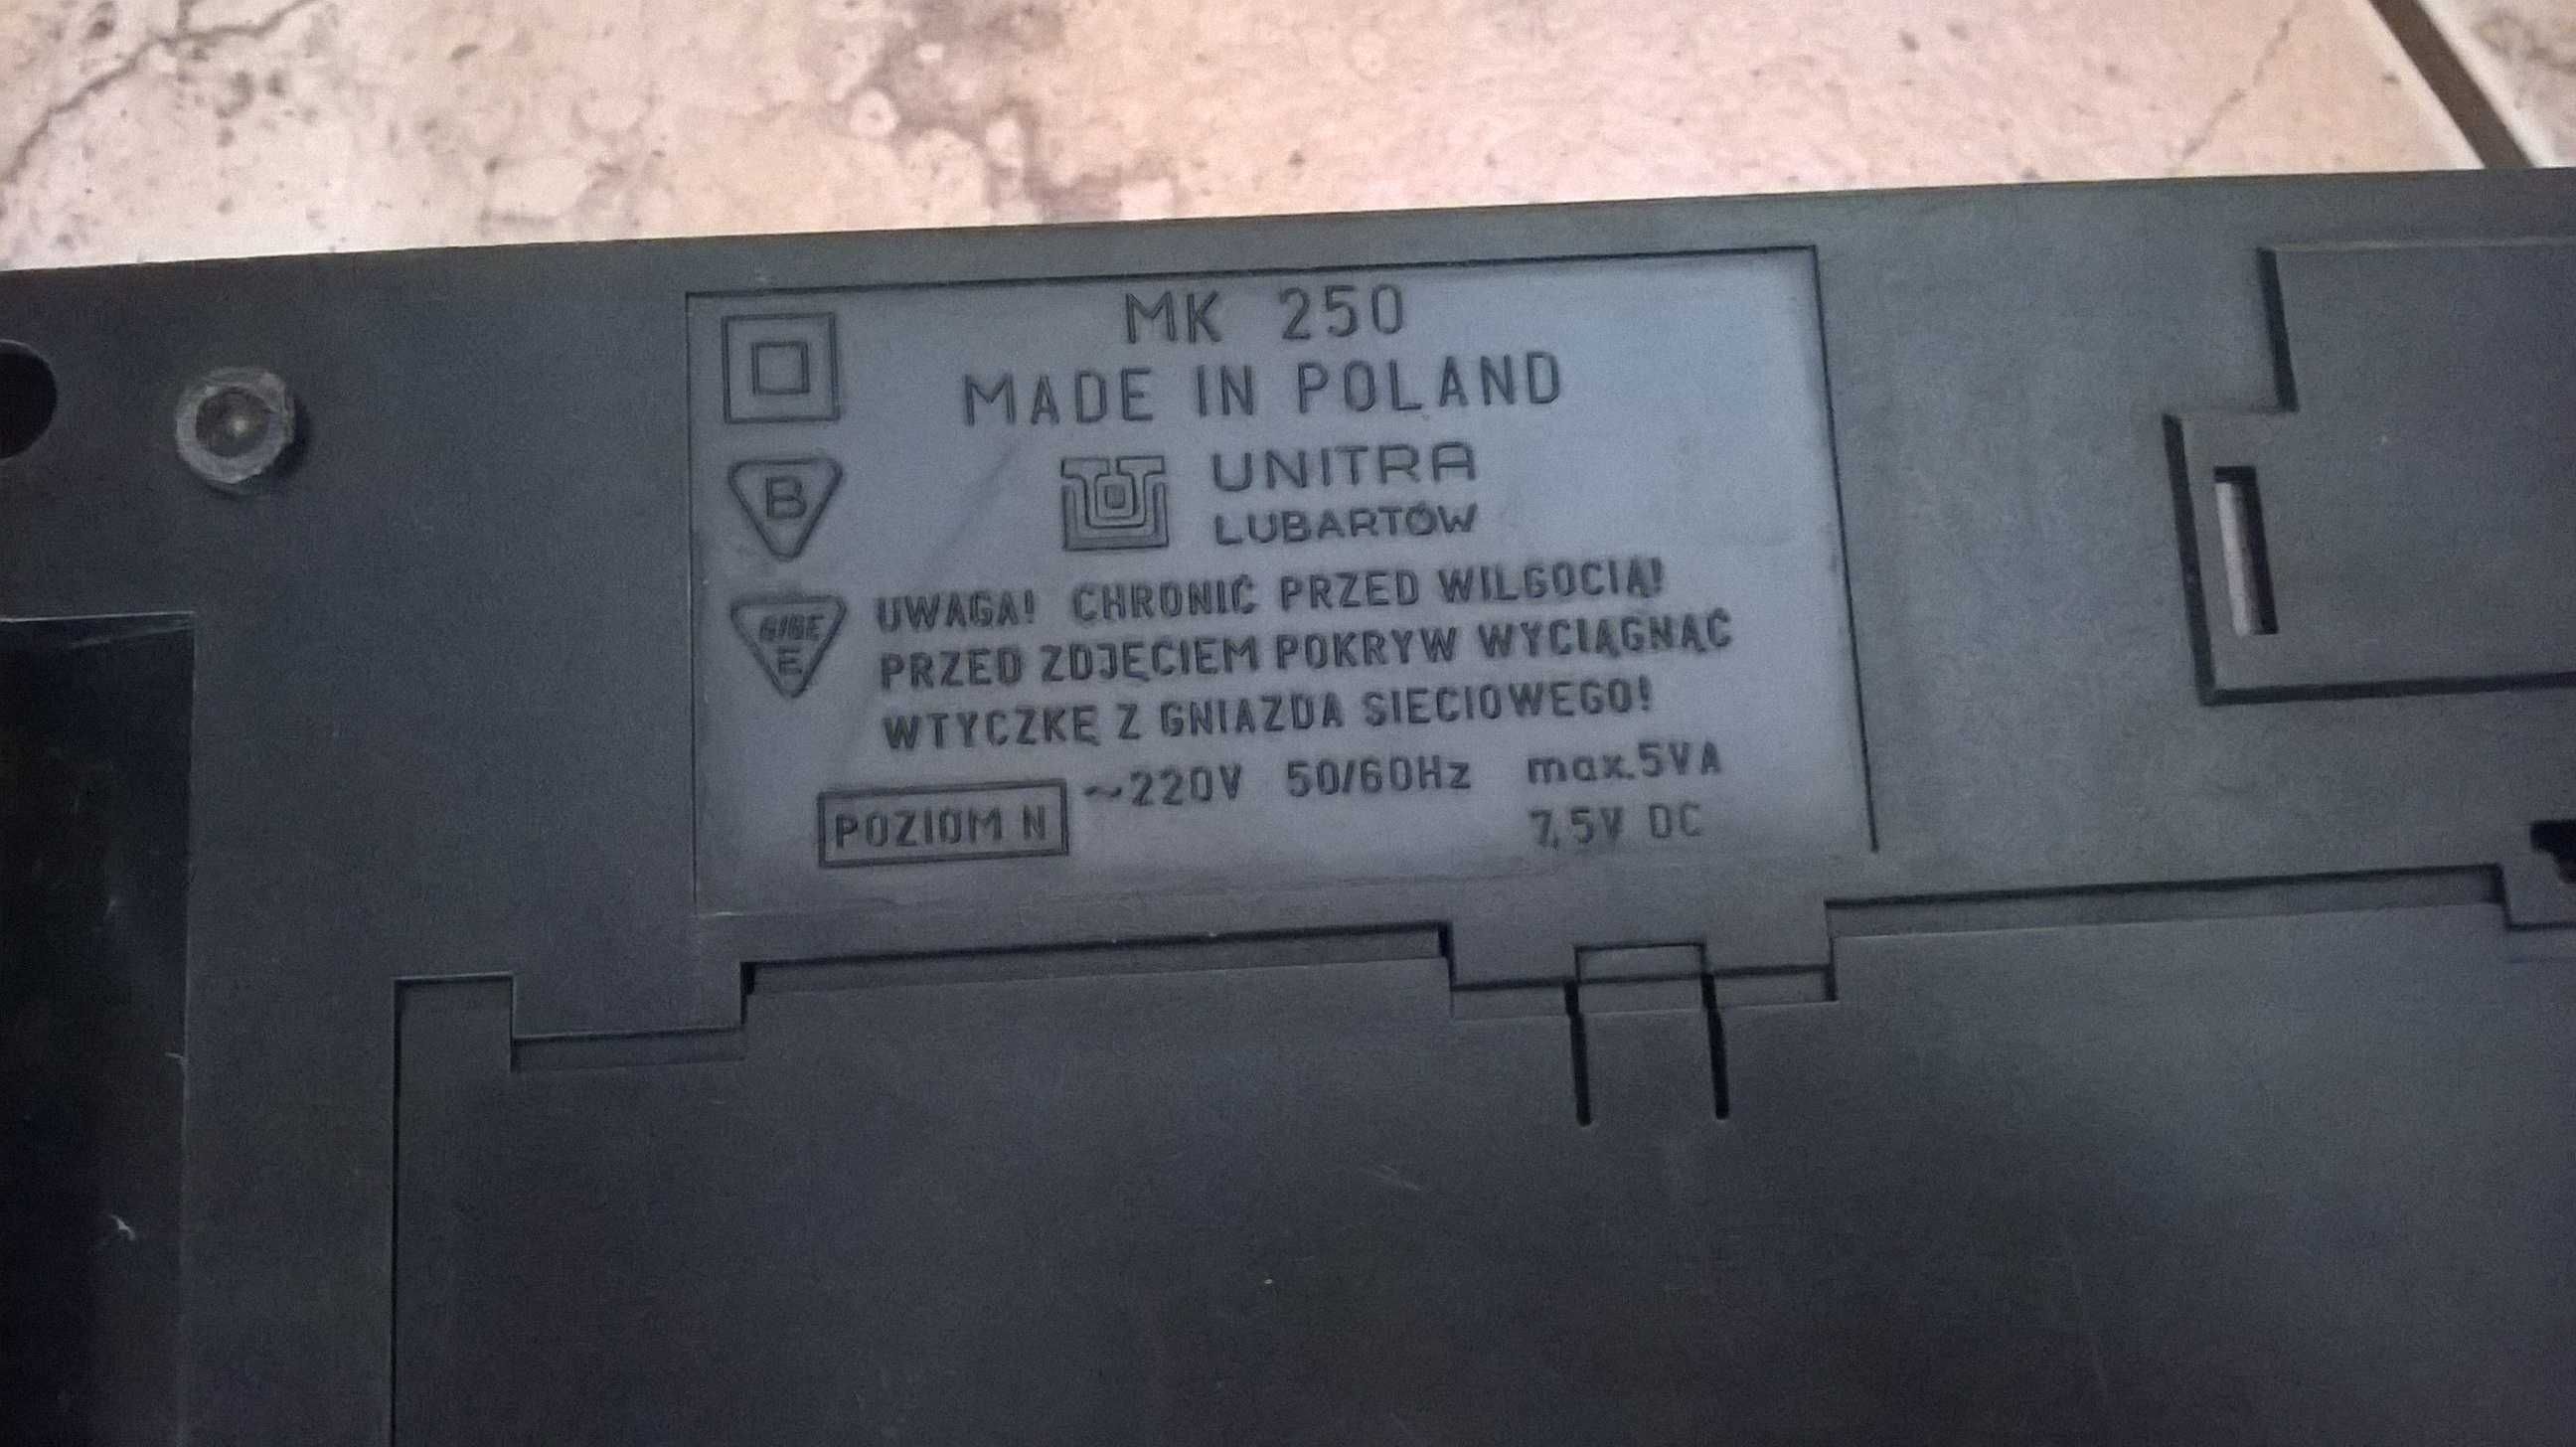 MK 250
MADE IN POLAND
B
UNITRA
LUBARTÓW
E
UWAGA! CHRONIĆ PRZED WILGOCIĄ!
PRZED ZDJĘCIEM POKRYW WYCIĄGNĄĆ
WTYCZKĘ Z GNIAZDA SIECIOWEGO!
POZIOM N
~220V 50/60Hz max. 5VA
7,5V DC